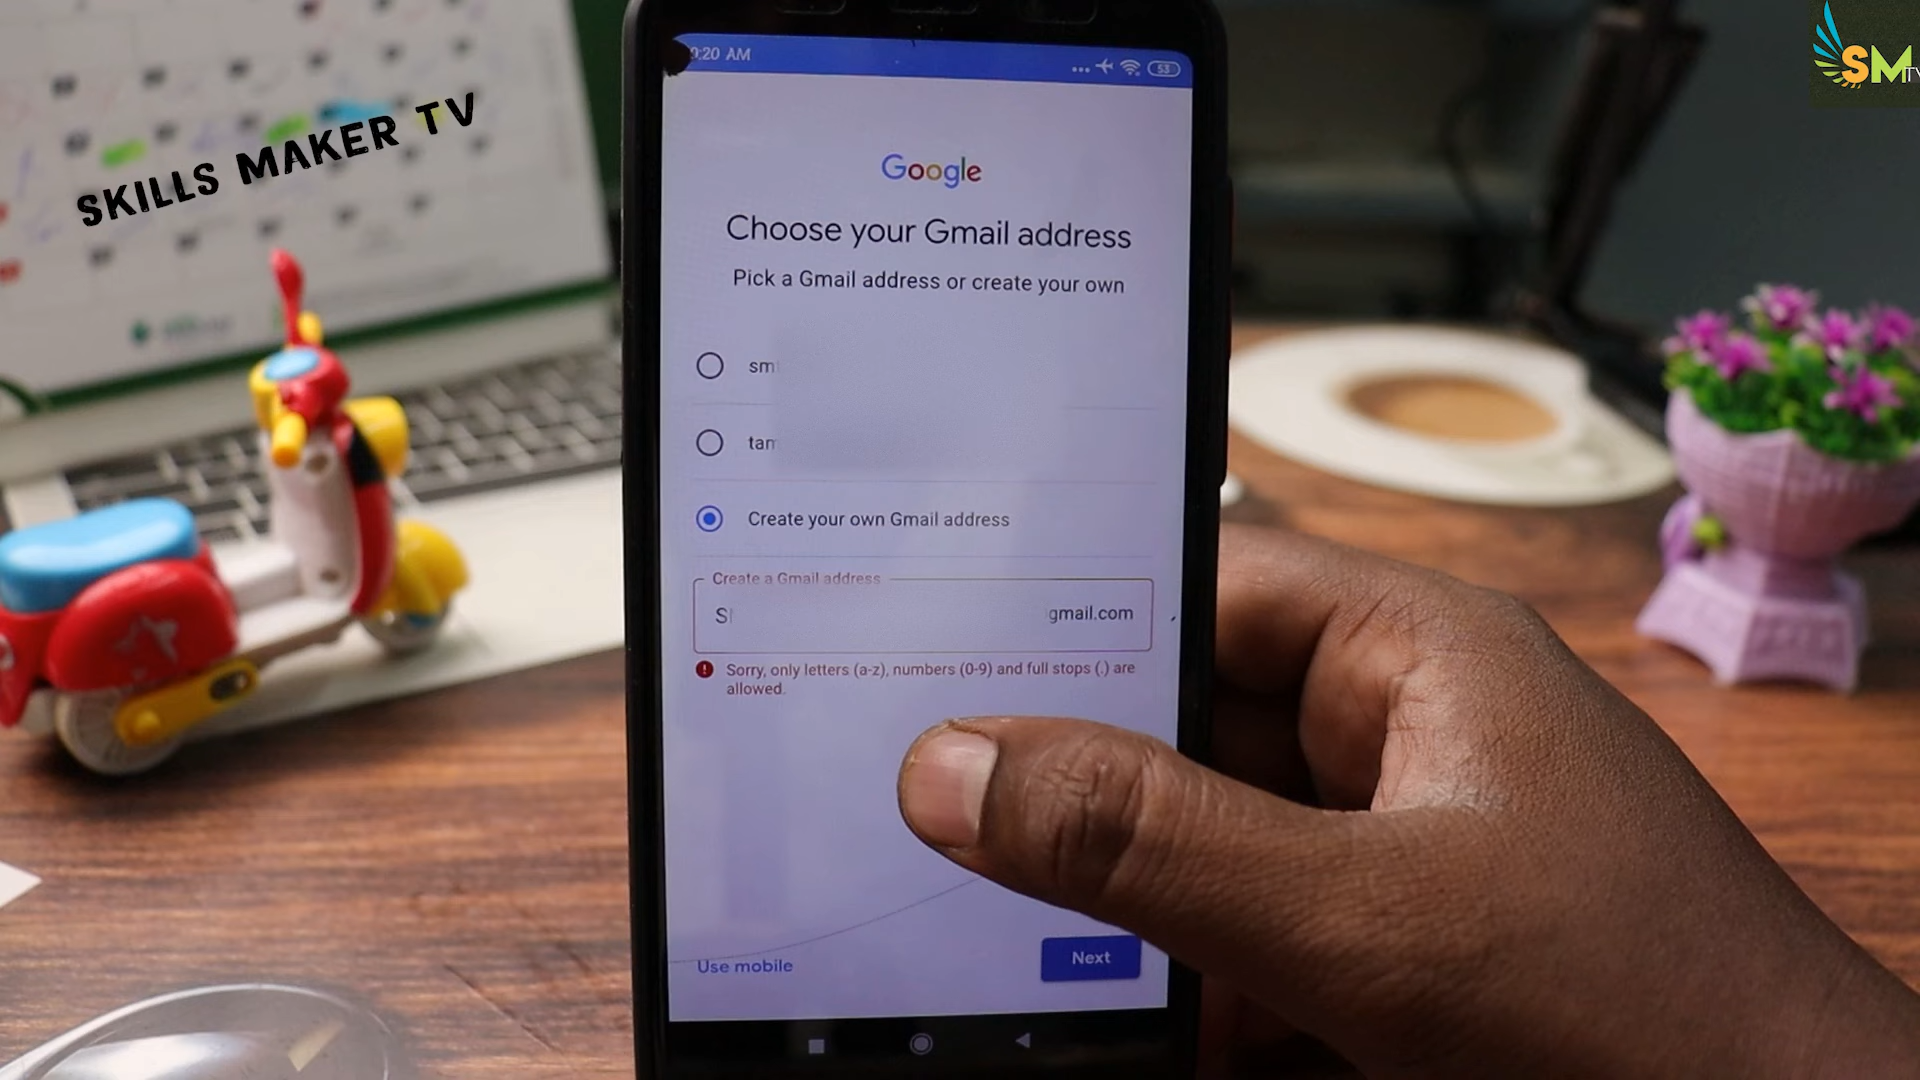 SKILLS MAKER TV
SM TV
:20 AM
53
Google
Choose your Gmail address
Pick a Gmail address or create your own
sm
tam
Create your own Gmail address
Create a Gmail address
S
gmail.com
Sorry, only letters (a-z), numbers (0-9) and full stops (.) are
allowed.
Use mobile
Next